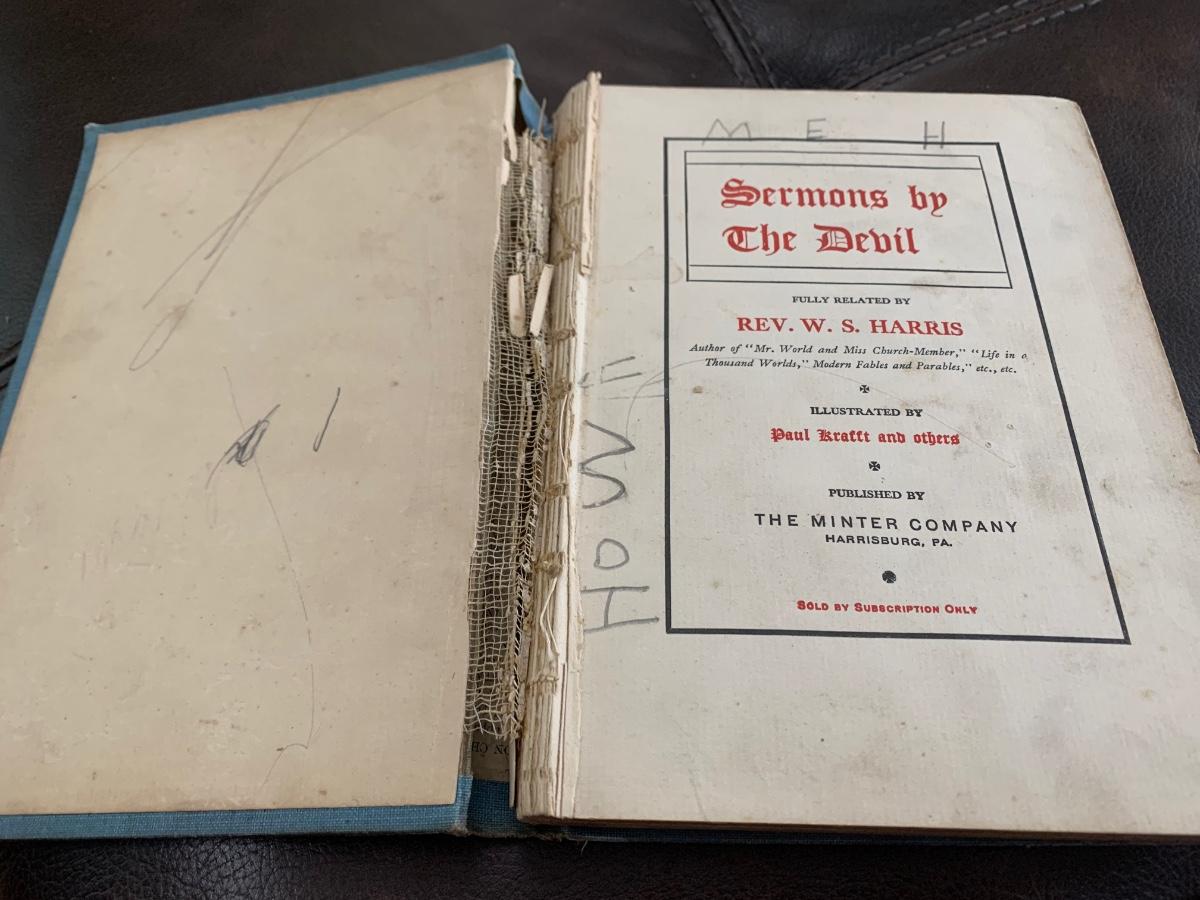 M E H
Sermons by
The Devil
FULLY RELATED BY
REV. W. S. HARRIS
Author of "Mr. World and Miss Church-Member," "Life in a
Thousand Worlds," Modern Fables and Parables," etc., etc.
ILLUSTRATED BY
Paul Krafft and others
PUBLISHED BY
THE MINTER COMPANY
HARRISBURG, PA.
SOLD BY SUBSCRIPTION ONLY